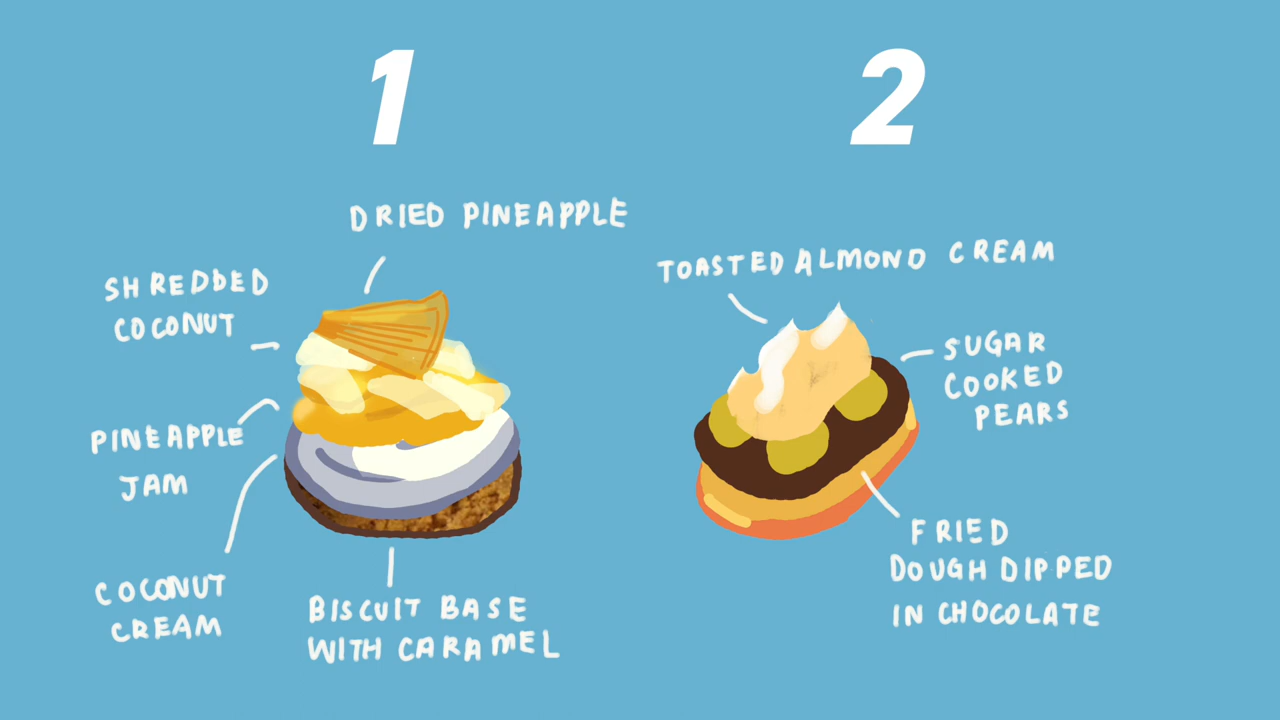 1
2
DRIED PINEAPPLE
SHREDDED
COCONUT
PINEAPPLE
JAM
COCONUT
CREAM
BISCUIT BASE
WITH CARAMEL
TOASTED ALMOND CREAM
SUGAR
COOKED
PEARS
FRIED
DOUGH DIPPED
IN CHOCOLATE